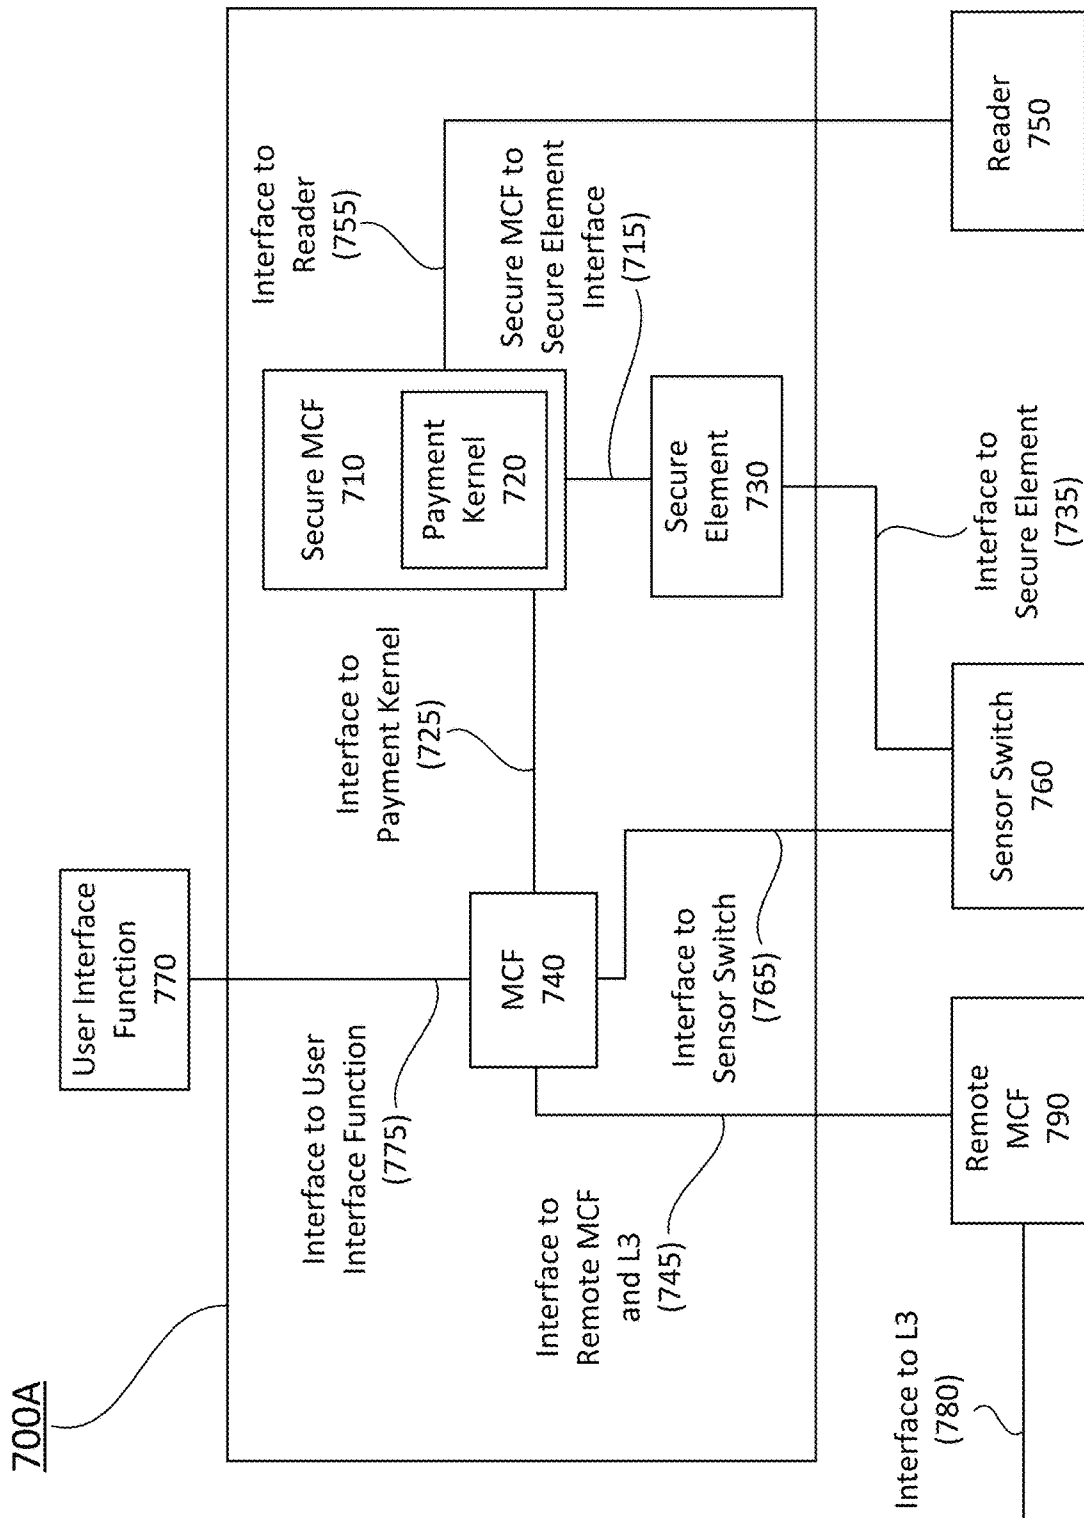 700A
User Interface
Function
770
Interface to User
Interface Function
(775)
Interface to
Payment Kernel
(725)
Interface to
Reader
(755)
Secure MCF
710
Payment
Kernel
720
Secure MCF to
Secure Element
Interface
(715)
MCF
740
Secure
Element
730
Interface to
Remote MCF
and L3
(745)
Interface to
Sensor Switch
(765)
Interface to
Secure Element
(735)
Interface to L3
(780)
Remote
MCF
790
Sensor Switch
760
Reader
750